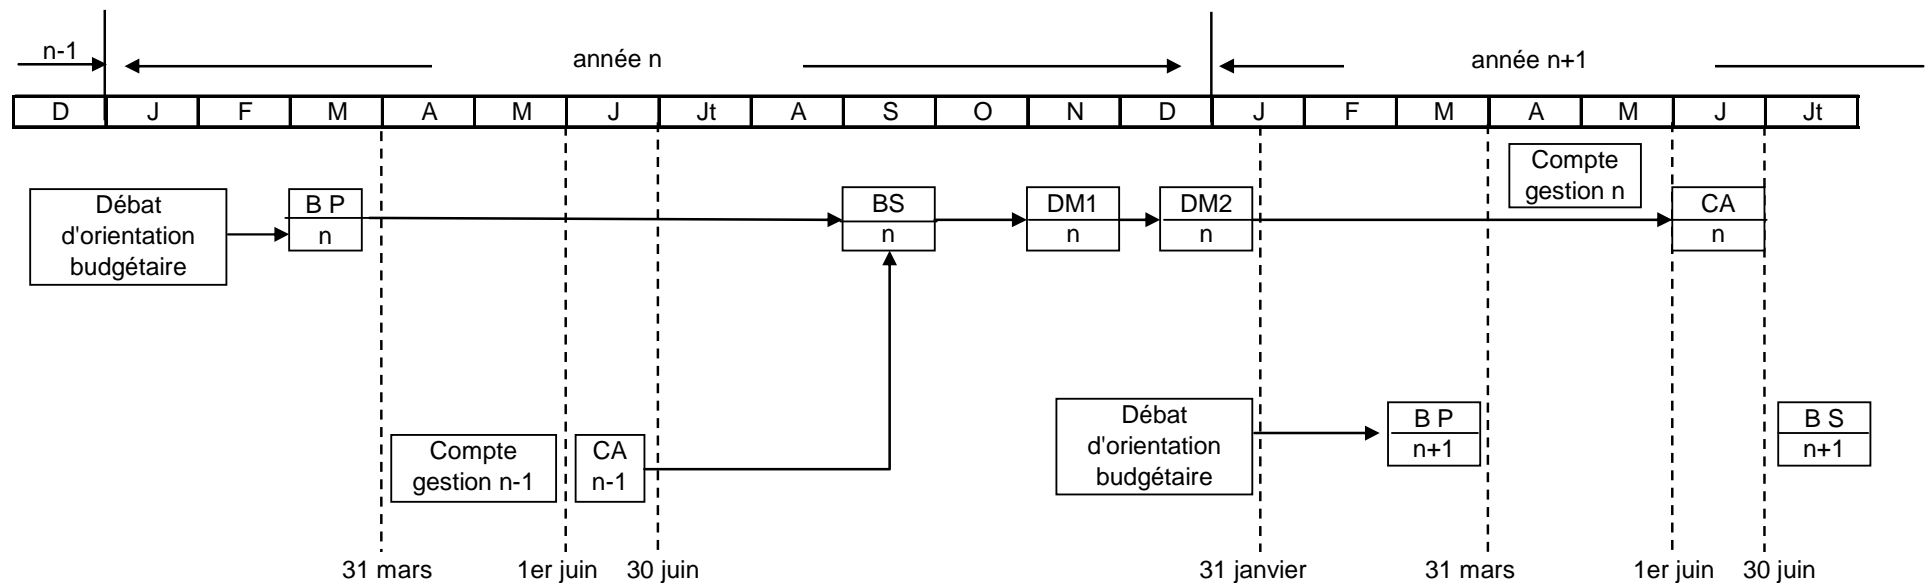 n-1
année n
année n+1
D J F M A M J Jt A S O N D J F M A M J Jt
Débat
d'orientation
budgétaire
B P
n
BS
n
DM1
n
DM2
n
Compte
gestion n
CA
n
Compte
gestion n-1
CA
n-1
Débat
d'orientation
budgétaire
B P
n+1
B S
n+1
31 mars
1er juin
30 juin
31 janvier
31 mars
1er juin
30 juin